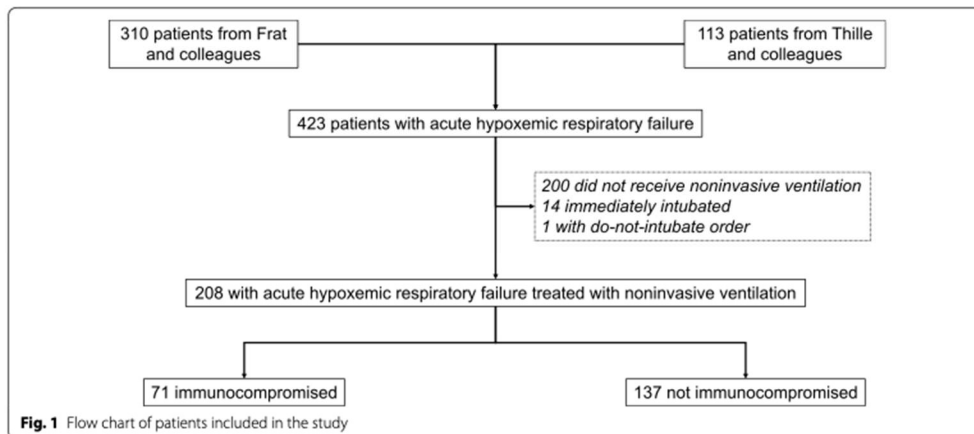 310 patients from Frat
and colleagues
113 patients from Thille
and colleagues
423 patients with acute hypoxemic respiratory failure
200 did not receive noninvasive ventilation
14 immediately intubated
1 with do-not-intubate order
208 with acute hypoxemic respiratory failure treated with noninvasive ventilation
71 immunocompromised
137 not immunocompromised
Fig. 1 Flow chart of patients included in the study